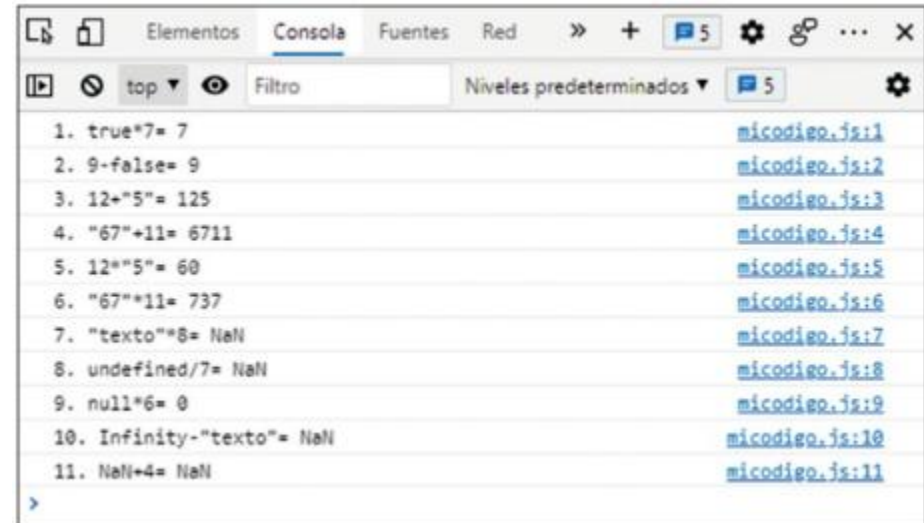 Elementos Consola Fuentes Red » + 5 ... ×
top ▼ Filtro Niveles predeterminados ▼ 5
1. true*7= 7 micodigo.js:1
2. 9-false= 9 micodigo.js:2
3. 12+"5"= 125 micodigo.js:3
4. "67"+11= 6711 micodigo.js:4
5. 12*"5"= 60 micodigo.js:5
6. "67"*11= 737 micodigo.js:6
7. "texto"*8= NaN micodigo.js:7
8. undefined/7= NaN micodigo.js:8
9. null*6= 0 micodigo.js:9
10. Infinity-"texto"= NaN micodigo.js:10
11. NaN+4= NaN micodigo.js:11
>